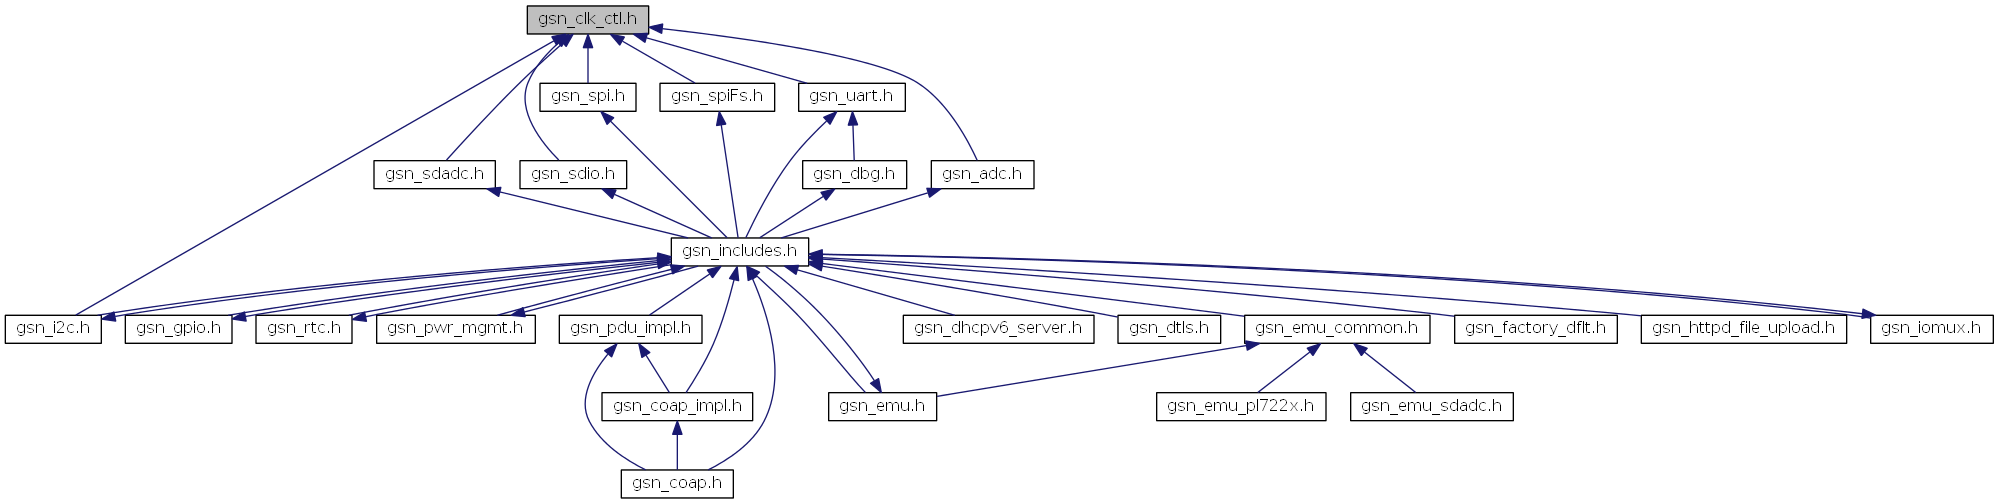 gsn_clk_ctl.h
gsn_spi.h
gsn_spiFs.h
gsn_uart.h
gsn_sdadc.h
gsn_sdio.h
gsn_dbg.h
gsn_adc.h
gsn_includes.h
gsn_i2c.h
gsn_gpio.h
gsn_rtc.h
gsn_pwr_mgmt.h
gsn_pdu_impl.h
gsn_dhcpv6_server.h
gsn_dtls.h
gsn_emu_common.h
gsn_factory_dflt.h
gsn_httpd_file_upload.h
gsn_iomux.h
gsn_coap_impl.h
gsn_emu.h
gsn_emu_pl722x.h
gsn_emu_sdadc.h
gsn_coap.h